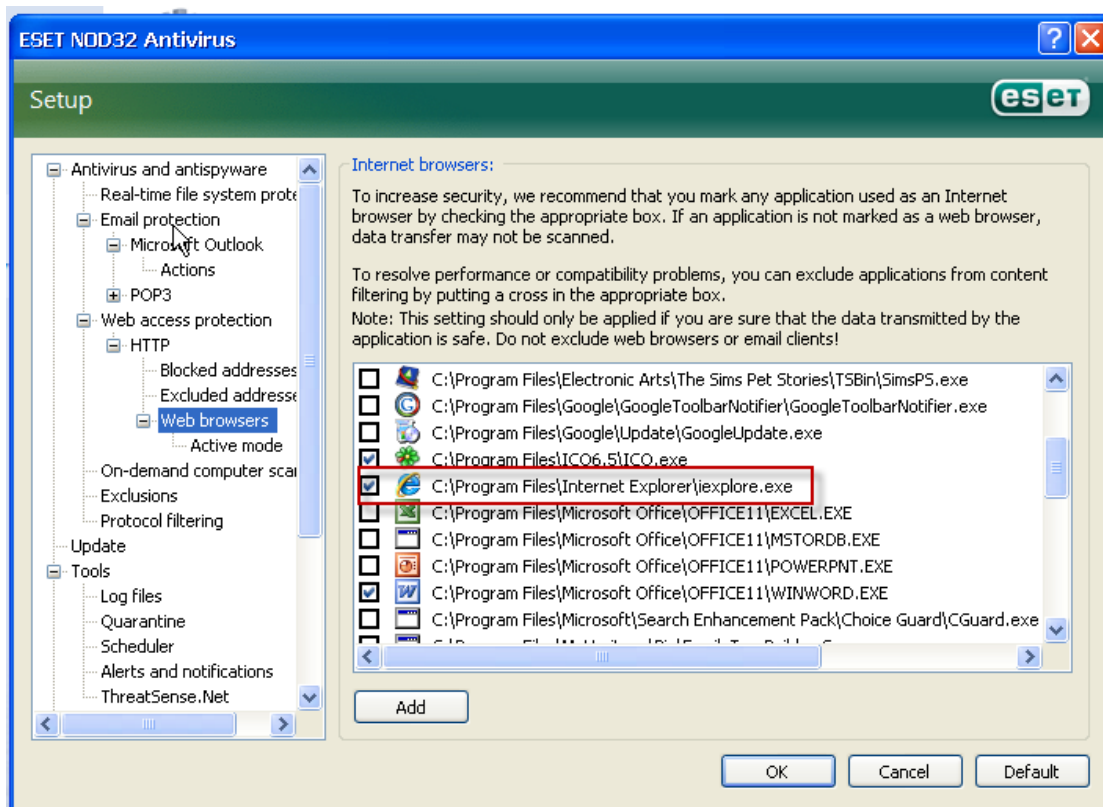 ESET NOD32 Antivirus
Setup
eseT
Antivirus and antispyware
Real-time file system prote
Email protection
Microsoft Outlook
Actions
POP3
Web access protection
HTTP
Blocked addresses
Excluded addresse
Web browsers
Active mode
On-demand computer scan
Exclusions
Protocol filtering
Update
Tools
Log files
Quarantine
Scheduler
Alerts and notifications
ThreatSense.Net
Internet browsers:
To increase security, we recommend that you mark any application used as an Internet
browser by checking the appropriate box. If an application is not marked as a web browser,
data transfer may not be scanned.
To resolve performance or compatibility problems, you can exclude applications from content
filtering by putting a cross in the appropriate box.
Note: This setting should only be applied if you are sure that the data transmitted by the
application is safe. Do not exclude web browsers or email clients!
C:\Program Files\Electronic Arts\The Sims Pet Stories\TSBin\SimsPS.exe
C:\Program Files\Google\GoogleToolbarNotifier\GoogleToolbarNotifier.exe
C:\Program Files\Google\Update\GoogleUpdate.exe
C:\Program Files\ICQ6.5\ICQ.exe
C:\Program Files\Internet Explorer\iexplore.exe
C:\Program Files\Microsoft Office\OFFICE11\EXCEL.EXE
C:\Program Files\Microsoft Office\OFFICE11\MSTORDB.EXE
C:\Program Files\Microsoft Office\OFFICE11\POWERPNT.EXE
C:\Program Files\Microsoft Office\OFFICE11\WINWORD.EXE
C:\Program Files\Microsoft\Search Enhancement Pack\Choice Guard\CGuard.exe
Add
OK
Cancel
Default